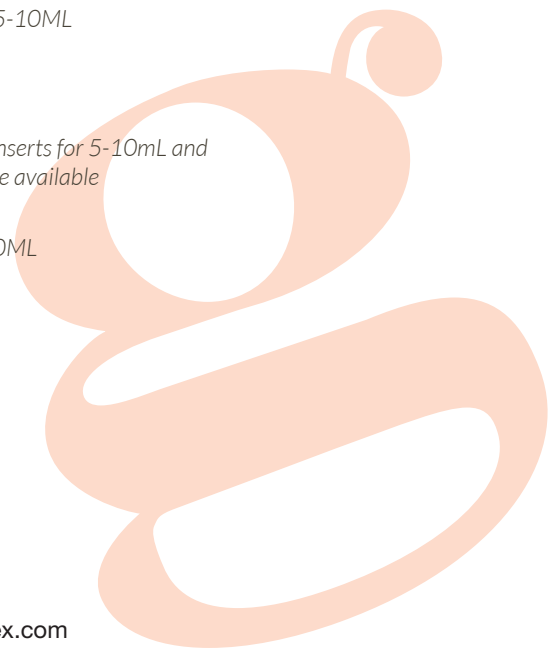 5-10ML
nserts for 5-10mL and
e available
0ML
ex.com
g